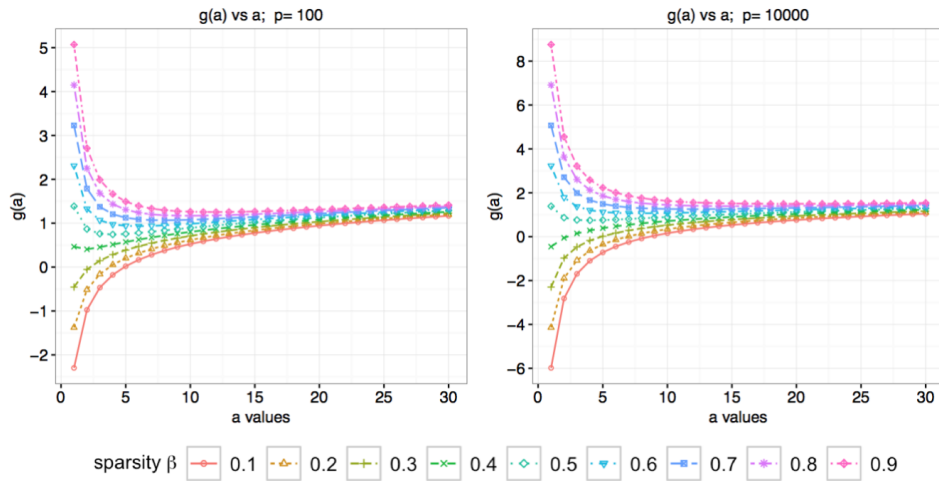 g(a) vs a; p= 100
g(a)
5
4
3
2
1
0
−1
−2
0 5 10 15 20 25 30
a values
g(a) vs a; p= 10000
g(a)
8
6
4
2
0
−2
−4
−6
0 5 10 15 20 25 30
a values
sparsity β 0.1 0.2 0.3 0.4 0.5 0.6 0.7 0.8 0.9